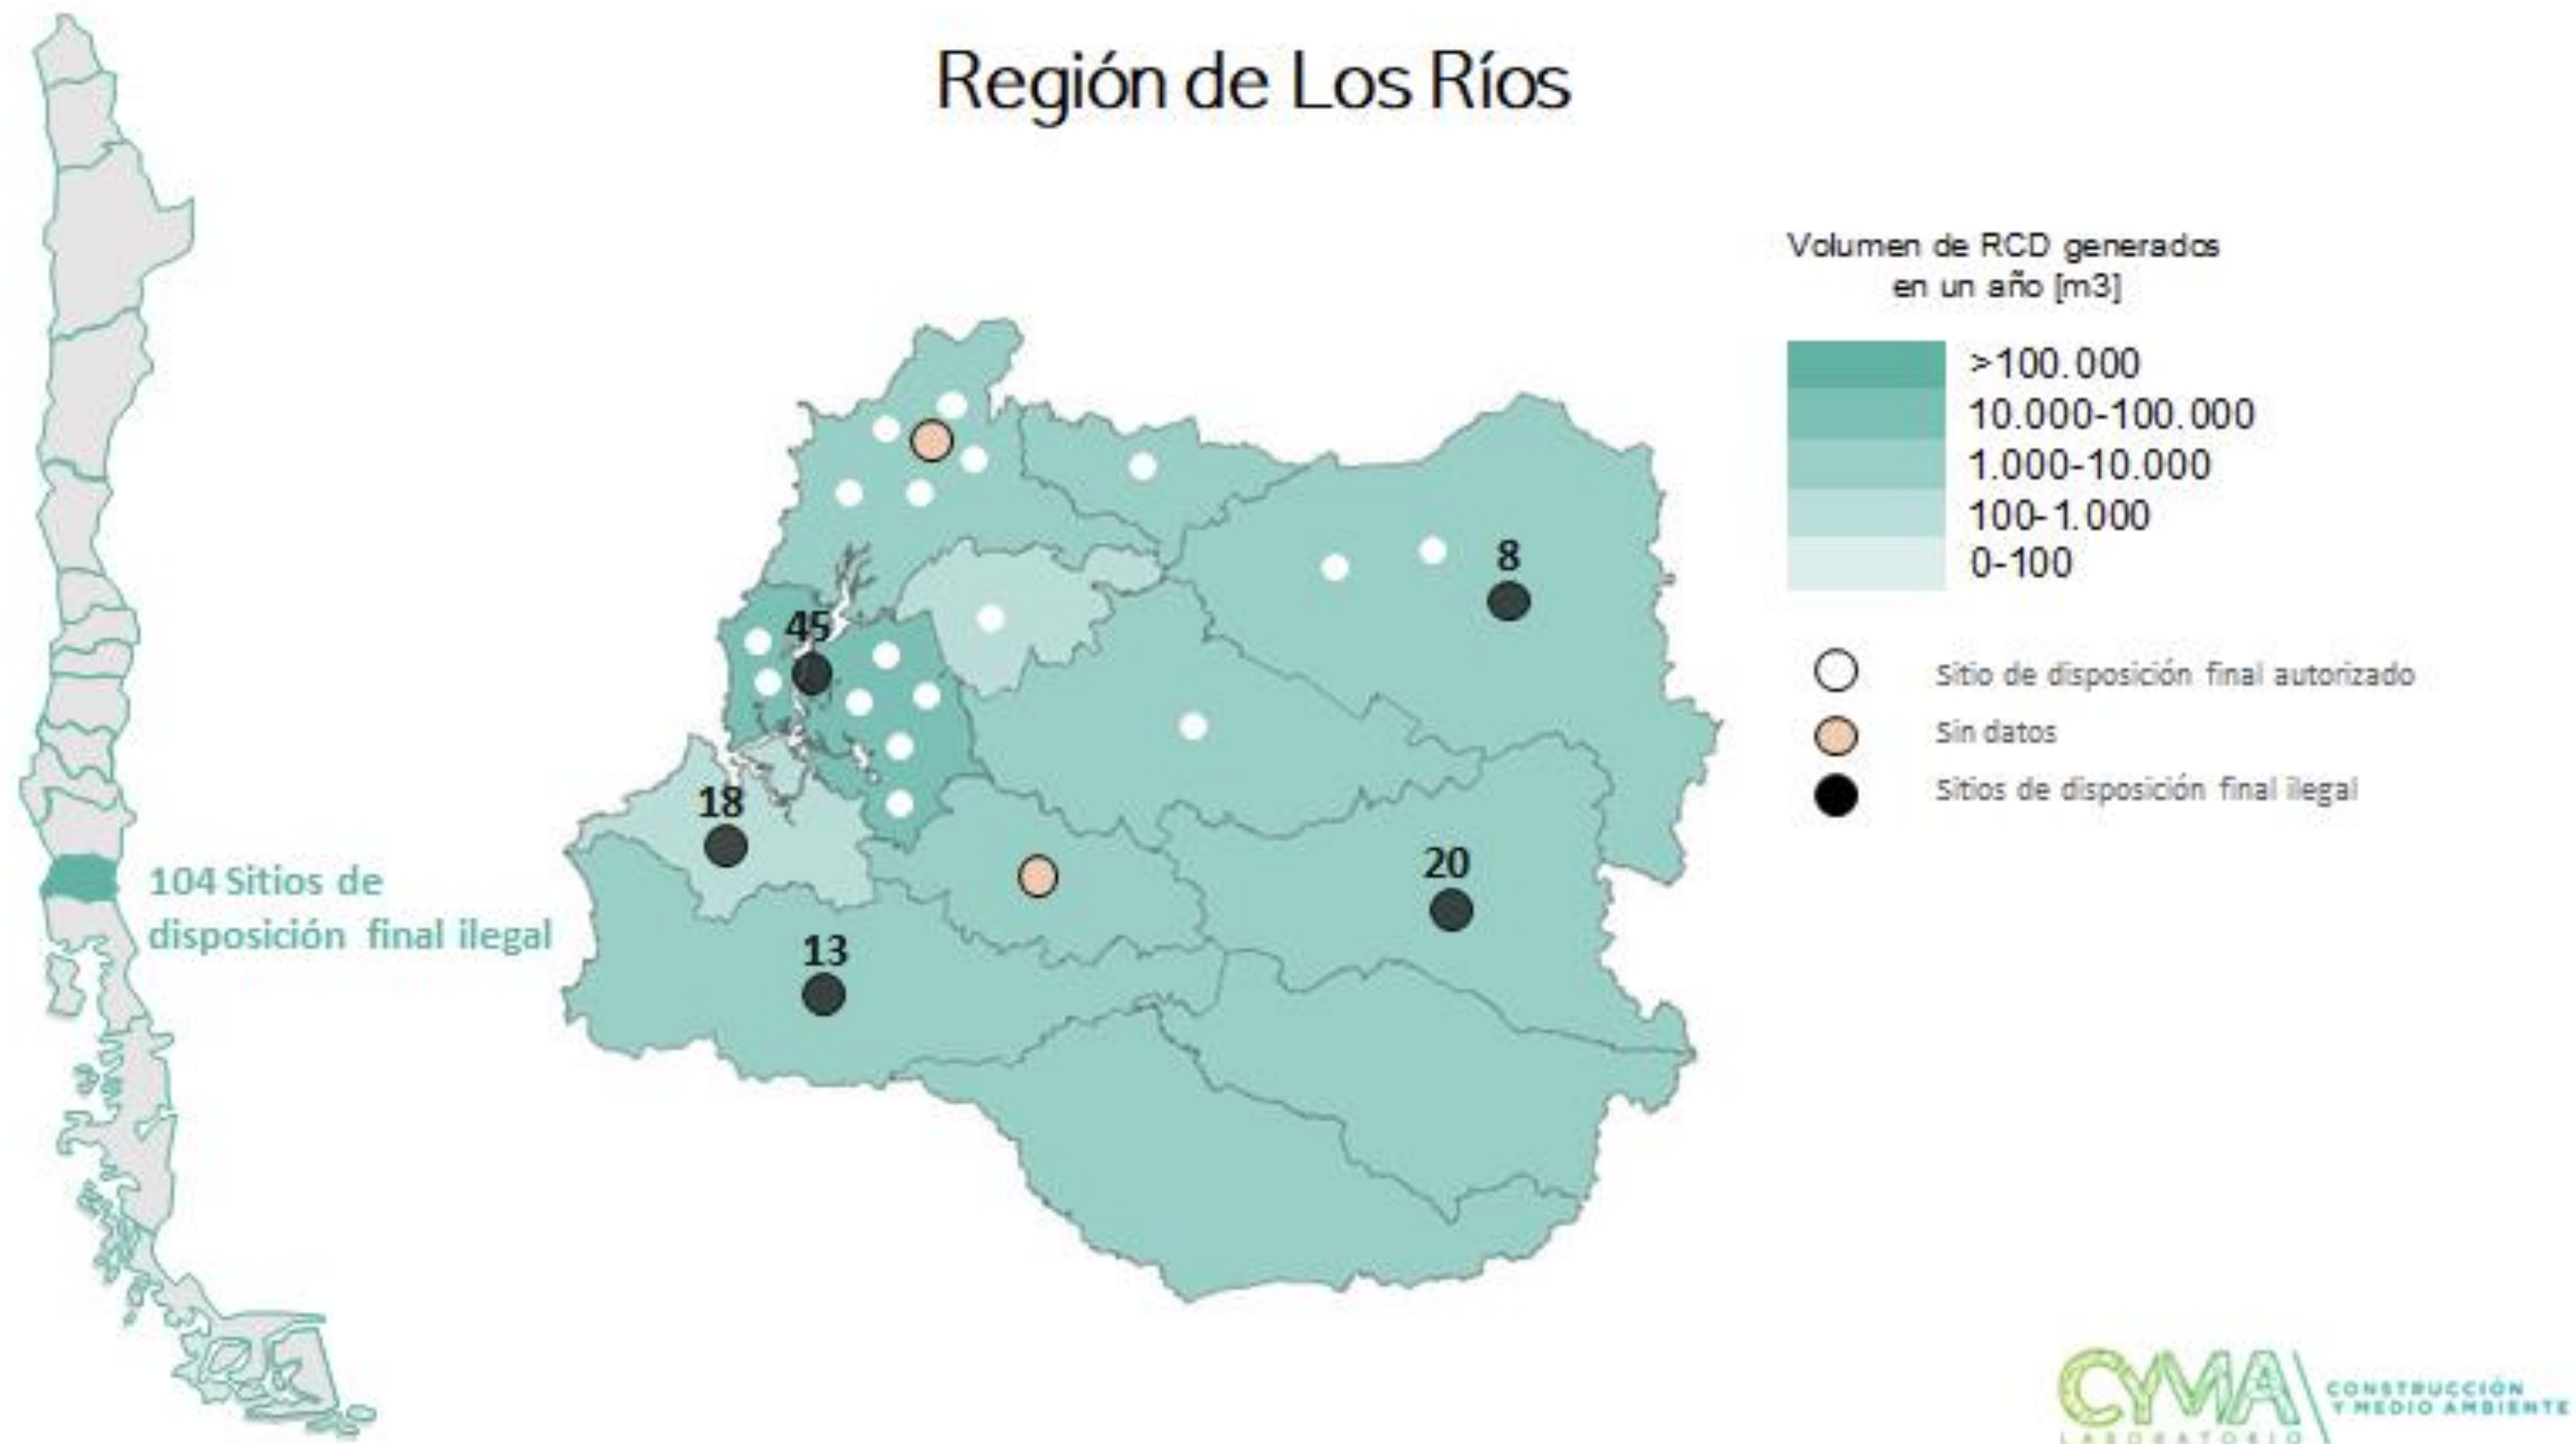 Región de Los Ríos
Volumen de RCD generados
en un año [m3]
>100.000
10.000-100.000
1.000-10.000
100-1.000
0-100
Sitio de disposición final autorizado
Sin datos
Sitios de disposición final ilegal
8
45
18
20
13
104 Sitios de
disposición final ilegal
CYMA
LABORATORIO
CONSTRUCCIÓN
Y MEDIO AMBIENTE